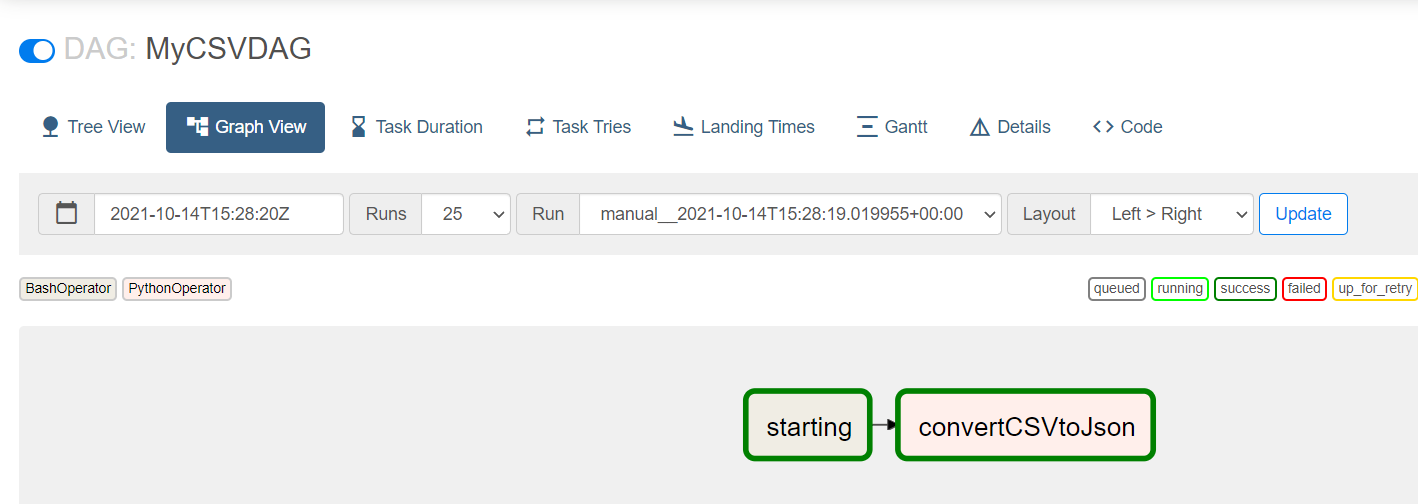 DAG: MyCSVDAG
Tree View Graph View Task Duration Task Tries Landing Times Gantt Details Code
2021-10-14T15:28:20Z Runs 25 Run manual__2021-10-14T15:28:19.019955+00:00 Layout Left > Right Update
BashOperator PythonOperator queued running success failed up_for_retry
starting convertCSVtoJson